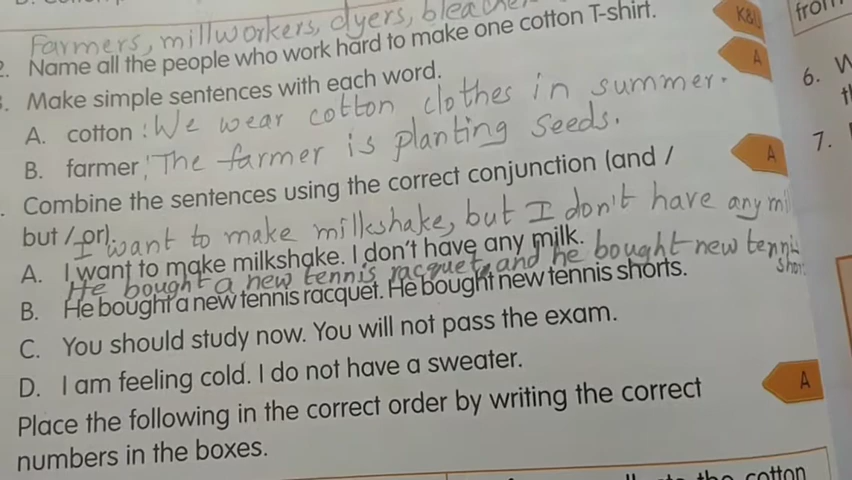 Farmers, millworkers, dyers,
K&U
from
2. Name all the people who work hard to make one cotton T-shirt.
A
Make simple sentences with each word.
6.
A. cotton : We wear cotton clothes in summer.
B. farmer : The farmer is planting seeds.
7.
A
Combine the sentences using the correct conjunction (and /
but / or).
I want to make milkshake, but I don't have any
A. I want to make milkshake. I don't have any milk.
He bought a new tennis racquet, and he bought new tennis
B. He bought a new tennis racquet. He bought new tennis shorts.
C. You should study now. You will not pass the exam.
D. I am feeling cold. I do not have a sweater.
A
Place the following in the correct order by writing the correct
numbers in the boxes.
the cotton